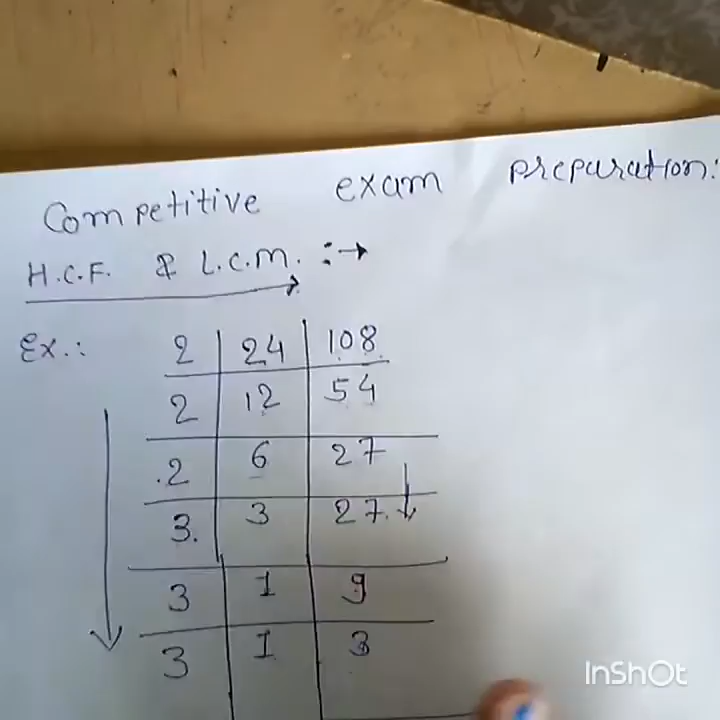 Competitive exam preparation:
H.C.F. & L.C.M. :→
Ex.: 2 | 24 | 108
2 | 12 | 54
2 | 6 | 27
3 | 3 | 27
3 | 1 | 9
3 | 1 | 3
InShOt